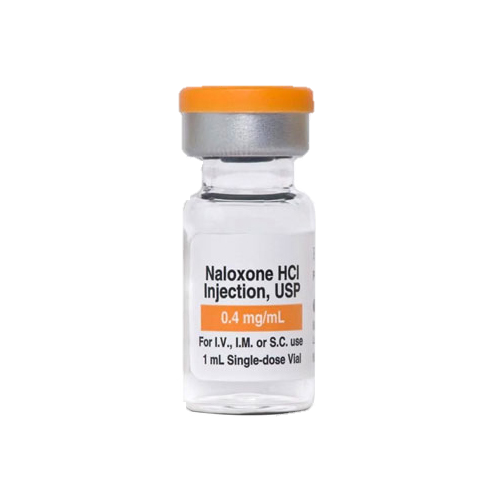 Naloxone HCl
Injection, USP
0.4 mg/mL
For I.V., I.M. or S.C. use
1 mL Single-dose Vial